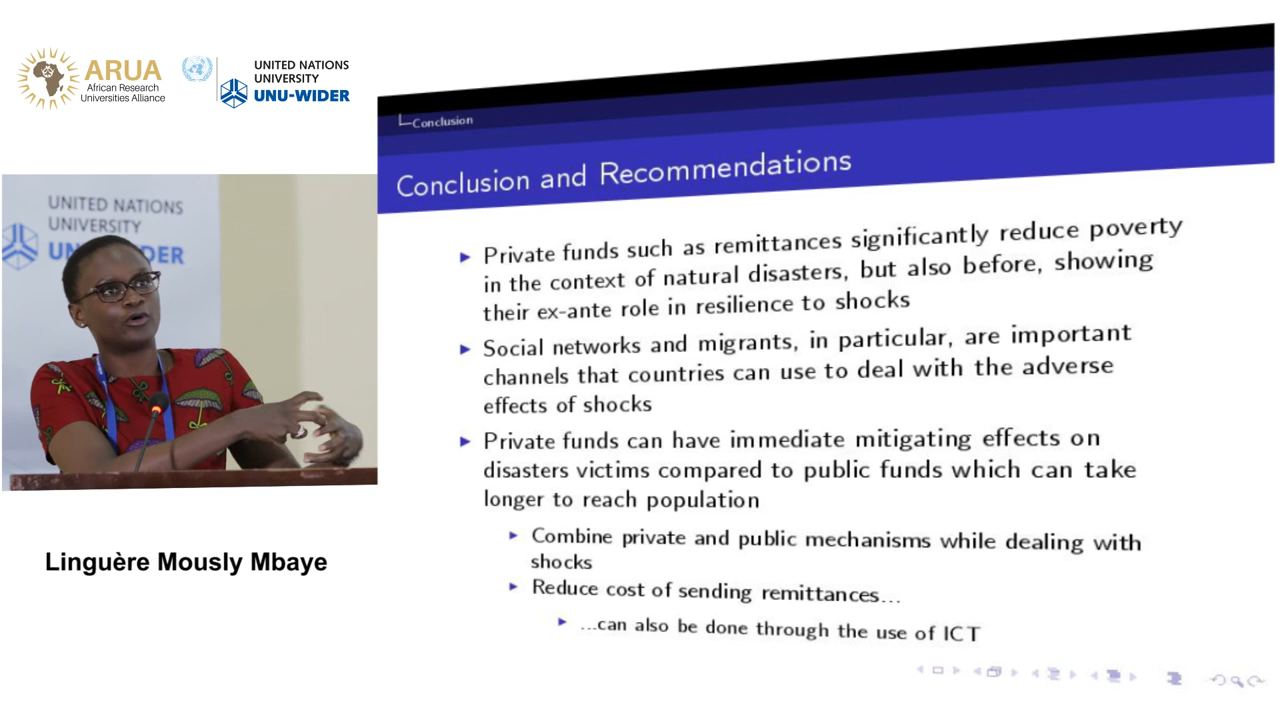 ARUA
African Research
Universities Alliance
UNITED NATIONS
UNIVERSITY
UNU-WIDER
UNITED NATIONS
UNIVERSITY
UN WIDER
Linguère Mously Mbaye
Conclusion
Conclusion and Recommendations
Private funds such as remittances significantly reduce poverty
in the context of natural disasters, but also before, showing
their ex-ante role in resilience to shocks
Social networks and migrants, in particular, are important
channels that countries can use to deal with the adverse
effects of shocks
Private funds can have immediate mitigating effects on
disasters victims compared to public funds which can take
longer to reach population
Combine private and public mechanisms while dealing with
shocks
Reduce cost of sending remittances...
...can also be done through the use of ICT